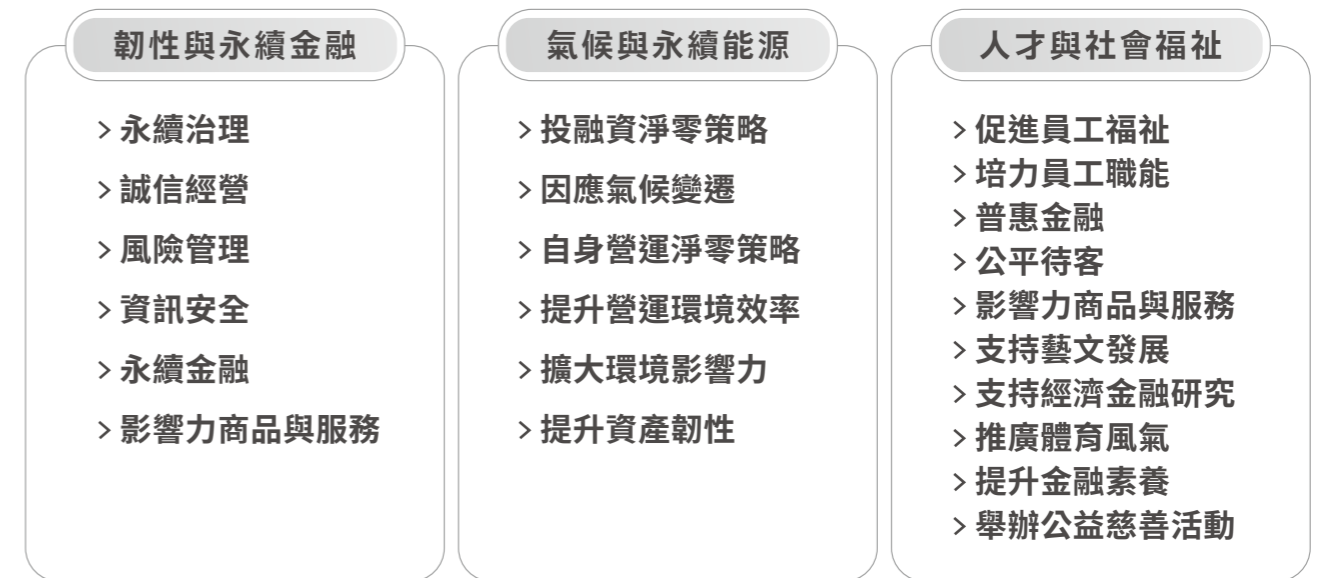 韌性與永續金融
> 永續治理
> 誠信經營
> 風險管理
> 資訊安全
> 永續金融
> 影響力商品與服務
氣候與永續能源
> 投融資淨零策略
> 因應氣候變遷
> 自身營運淨零策略
> 提升營運環境效率
> 擴大環境影響力
> 提升資產韌性
人才與社會福祉
> 促進員工福祉
> 培力員工職能
> 普惠金融
> 公平待客
> 影響力商品與服務
> 支持藝文發展
> 支持經濟金融研究
> 推廣體育風氣
> 提升金融素養
> 舉辦公益慈善活動